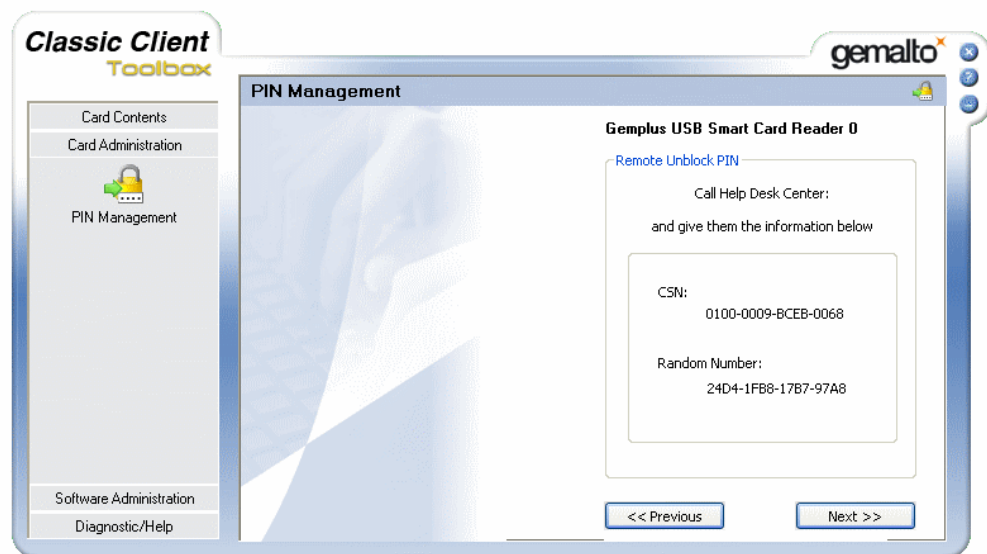 Classic Client
Toolbox
gemalto
PIN Management
Card Contents
Card Administration
PIN Management
Software Administration
Diagnostic/Help
Gemplus USB Smart Card Reader 0
Remote Unblock PIN
Call Help Desk Center:
and give them the information below
CSN:
0100-0009-BCEB-0068
Random Number:
24D4-1FB8-17B7-97A8
<< Previous
Next >>